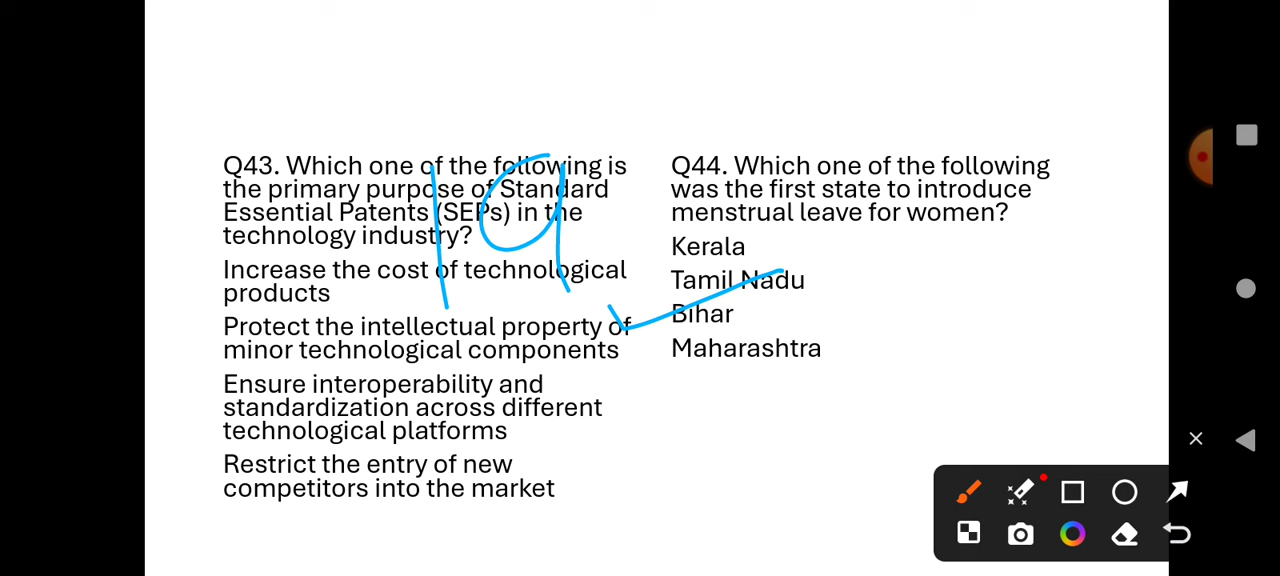 Q43. Which one of the following is
the primary purpose of Standard
Essential Patents (SEPs) in the
technology industry?
Increase the cost of technological
products
Protect the intellectual property of
minor technological components
Ensure interoperability and
standardization across different
technological platforms
Restrict the entry of new
competitors into the market
19
Q44. Which one of the following
was the first state to introduce
menstrual leave for women?
Kerala
Tamil Nadu
Bihar
Maharashtra